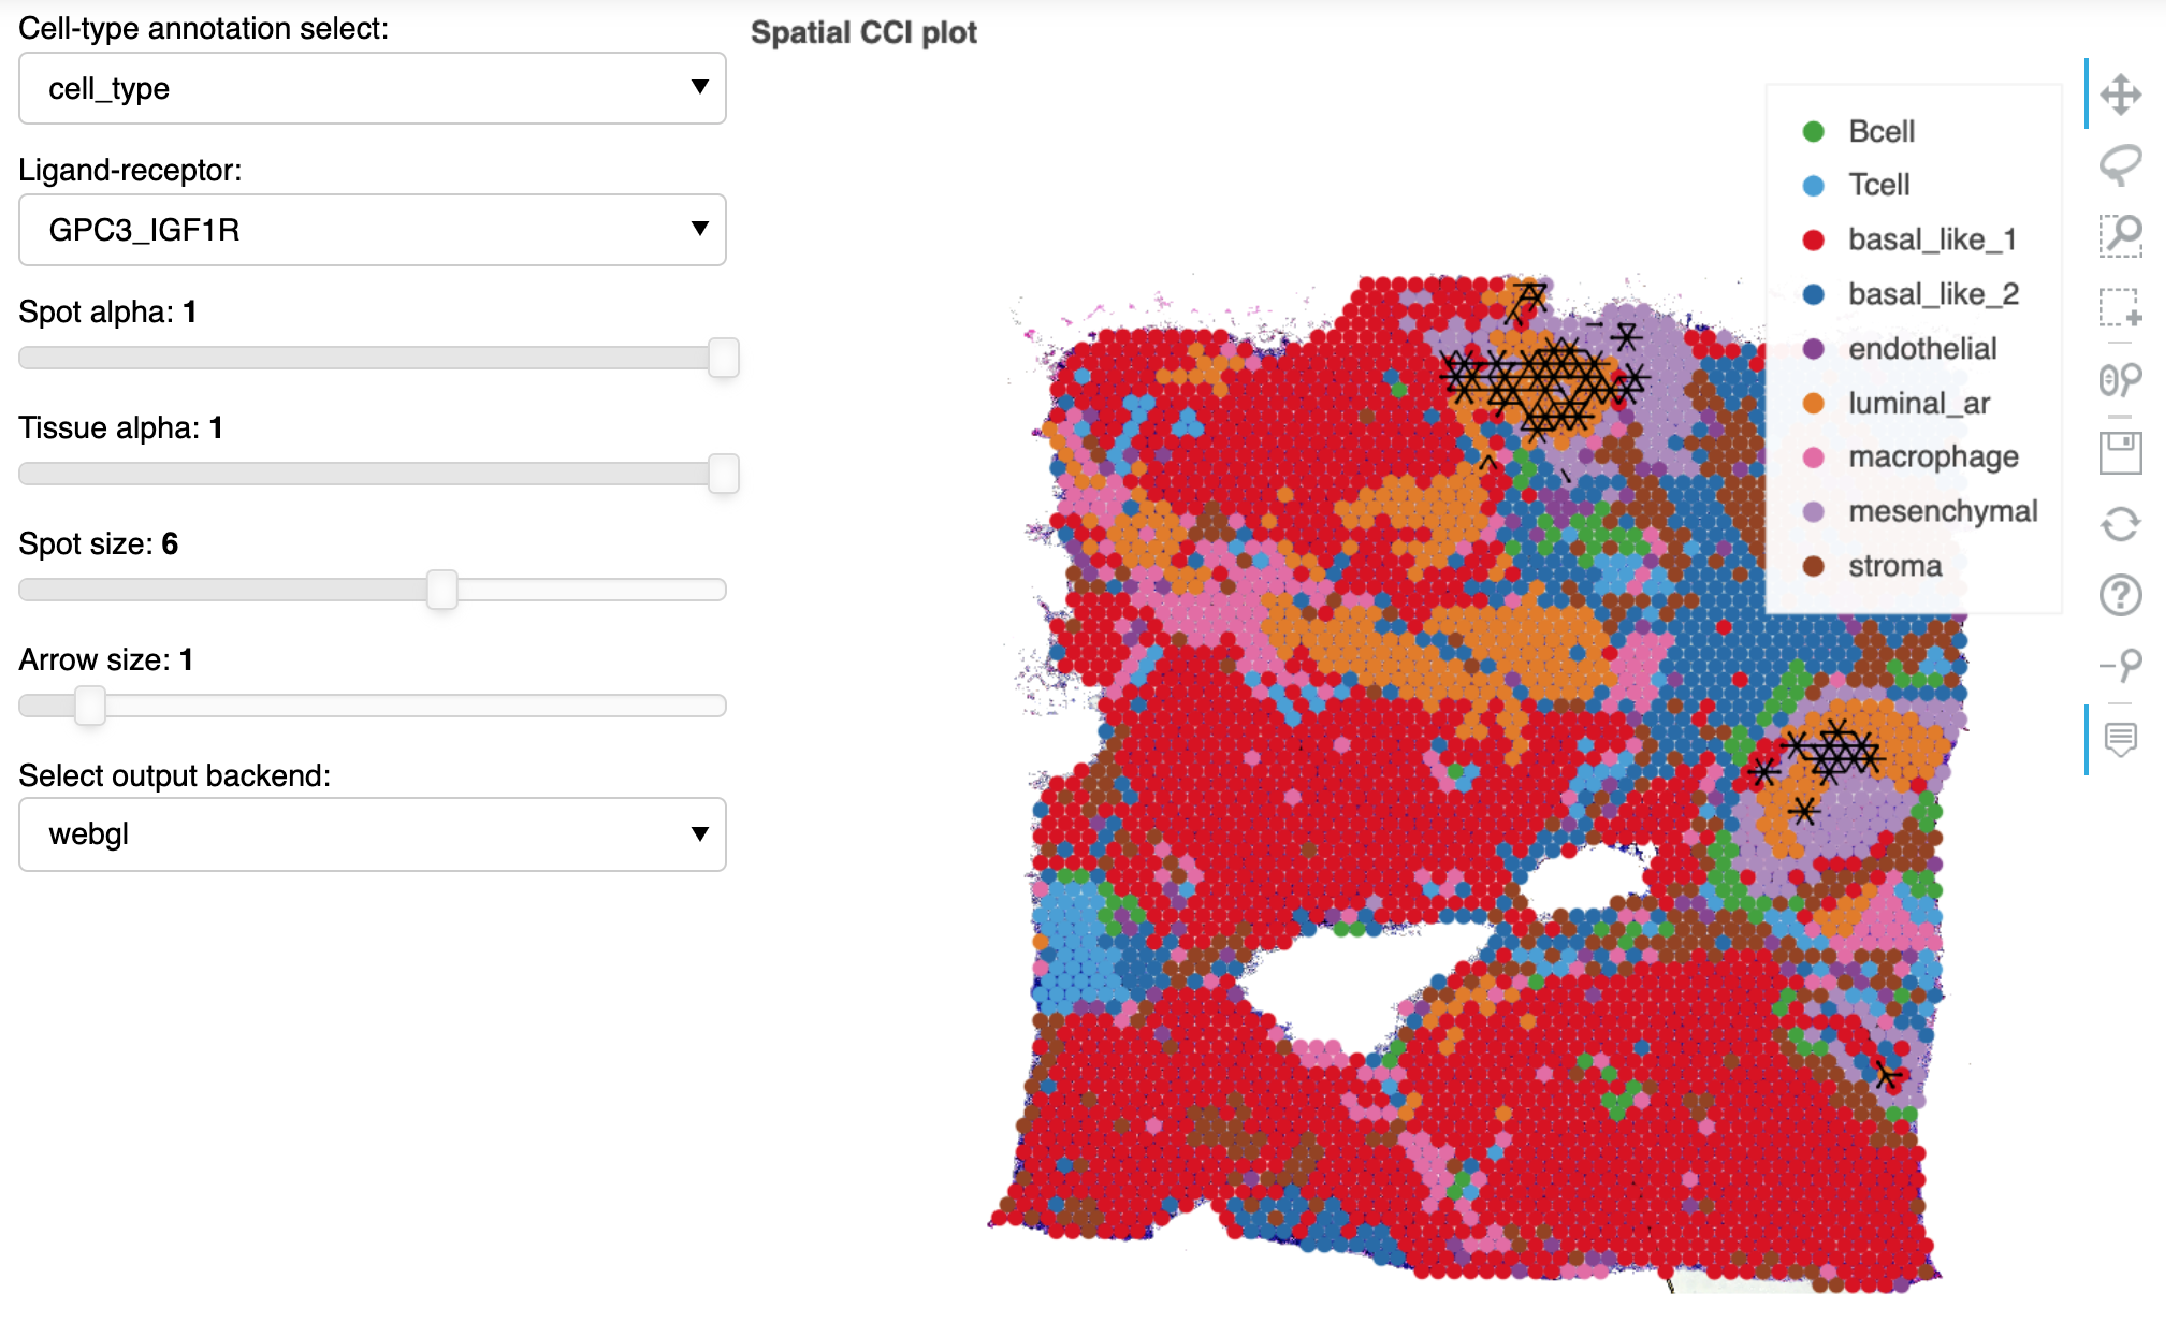 Cell-type annotation select:
cell_type
Ligand-receptor:
GPC3_IGF1R
Spot alpha: 1
Tissue alpha: 1
Spot size: 6
Arrow size: 1
Select output backend:
webgl
Spatial CCI plot
Bcell
Tcell
basal_like_1
basal_like_2
endothelial
luminal_ar
macrophage
mesenchymal
stroma